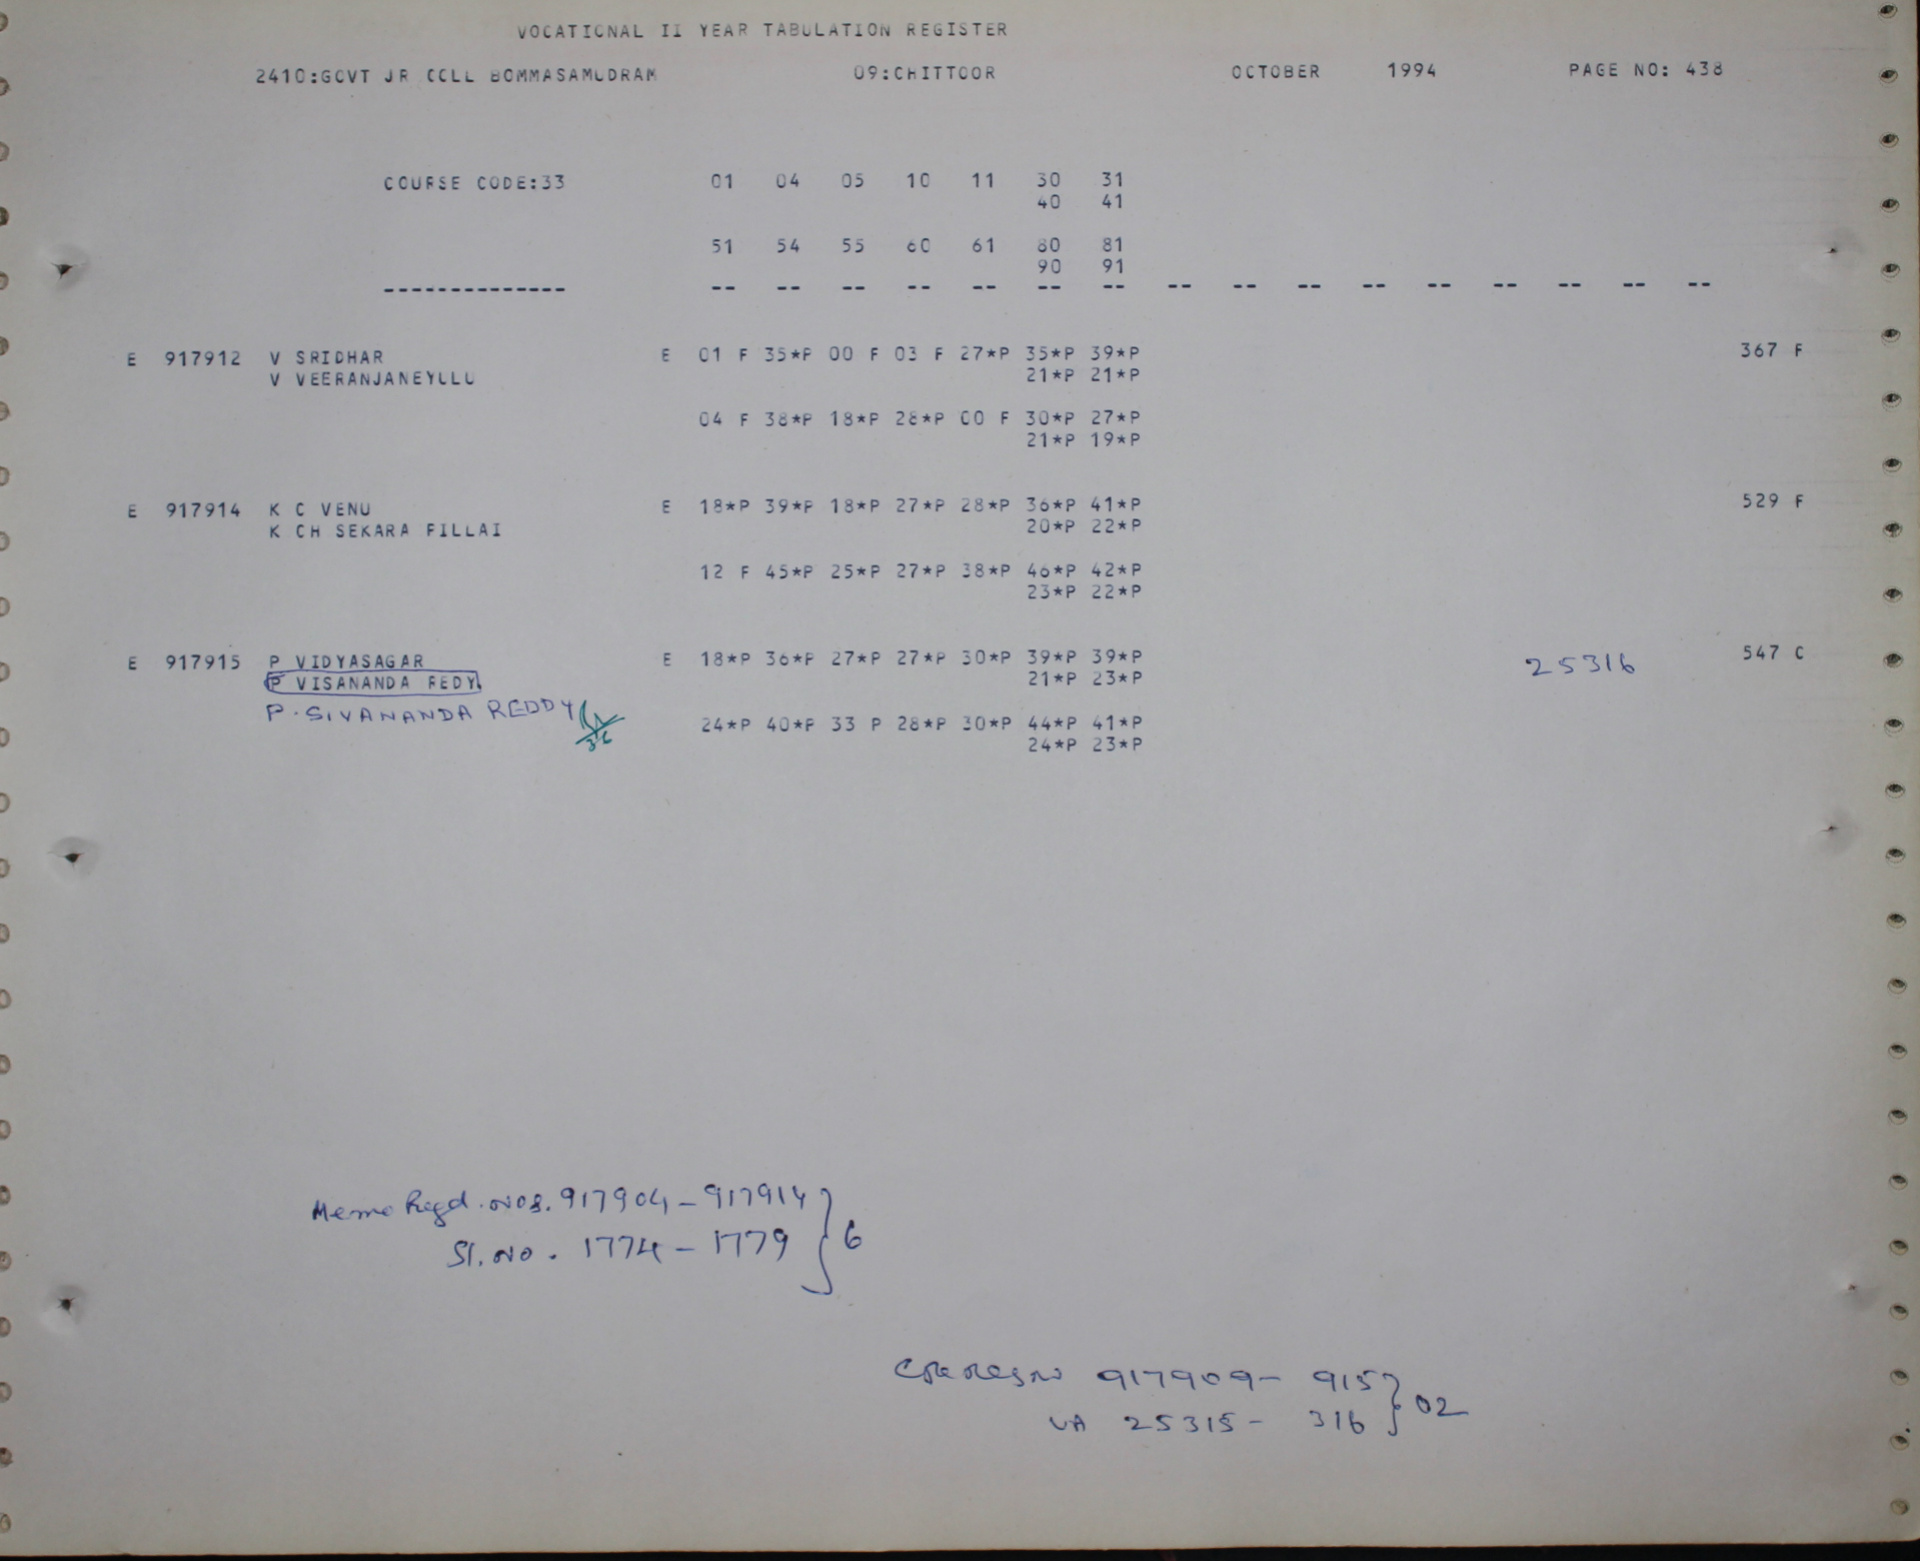 VOCATIONAL II YEAR TABULATION REGISTER
2410:GOVT JR COLL BOMMASAMUDRAM 09:CHITTOOR OCTOBER 1994 PAGE NO: 438
COURSE CODE:33 01 04 05 10 11 30 31
40 41
51 54 55 60 61 80 81
90 91
-------------- -- -- -- -- -- -- -- -- -- -- -- -- -- -- -- --
E 917912 V SRIDHAR E 01 F 35*P 00 F 03 F 27*P 35*P 39*P 367 F
V VEERANJANEYULU 21*P 21*P
04 F 38*P 18*P 28*P 00 F 30*P 27*P
21*P 19*P
E 917914 K C VENU E 18*P 39*P 18*P 27*P 28*P 36*P 41*P 529 F
K CH SEKARA PILLAI 20*P 22*P
12 F 45*P 25*P 27*P 38*P 46*P 42*P
23*P 22*P
E 917915 P VIDYASAGAR E 18*P 36*P 27*P 27*P 30*P 39*P 39*P 25316 547 C
P VISANANDA REDY 21*P 23*P
P. SIVANANDA REDDY
24*P 40*P 33 P 28*P 30*P 44*P 41*P
24*P 23*P
Memo Regd. Nos. 917904 - 917914 } 6
Sl. No. 1774 - 1779
917909 - 915 } 02
VA 25315 - 316